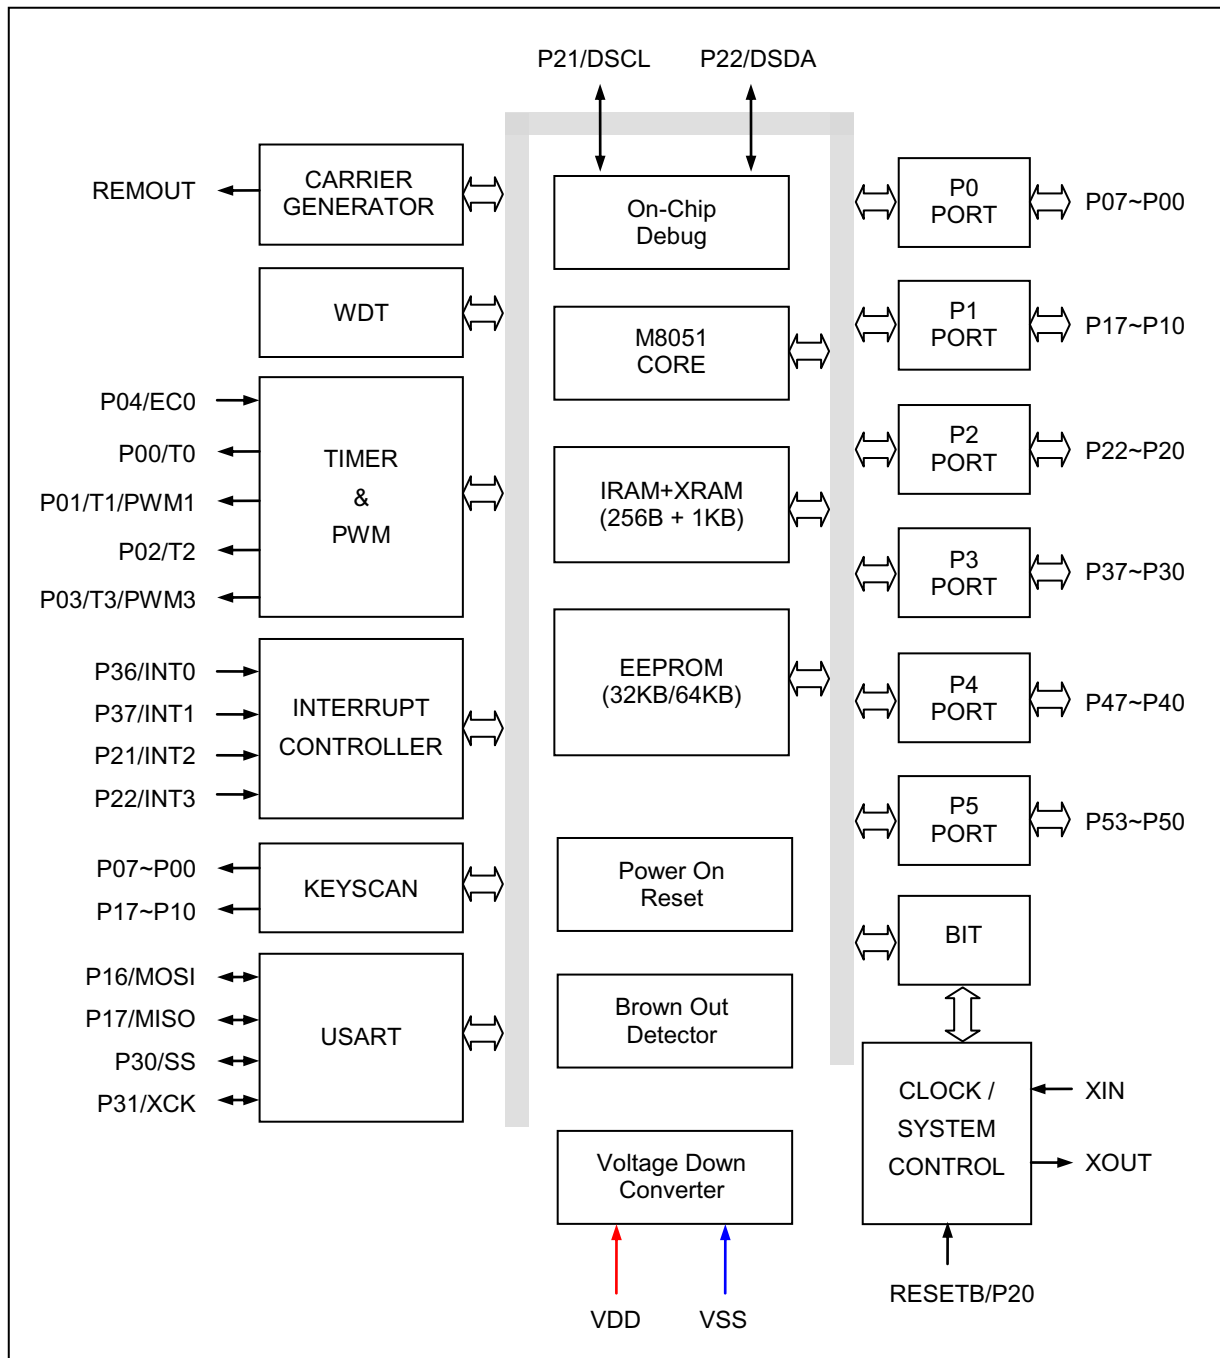 P21/DSCL
P22/DSDA
REMOUT
CARRIER
GENERATOR
WDT
P04/EC0
P00/T0
P01/T1/PWM1
P02/T2
P03/T3/PWM3
TIMER
&
PWM
P36/INT0
P37/INT1
P21/INT2
P22/INT3
INTERRUPT
CONTROLLER
P07~P00
P17~P10
KEYSCAN
P16/MOSI
P17/MISO
P30/SS
P31/XCK
USART
On-Chip
Debug
M8051
CORE
IRAM+XRAM
(256B + 1KB)
EEPROM
(32KB/64KB)
Power On
Reset
Brown Out
Detector
Voltage Down
Converter
VDD
VSS
P0
PORT
P07~P00
P1
PORT
P17~P10
P2
PORT
P22~P20
P3
PORT
P37~P30
P4
PORT
P47~P40
P5
PORT
P53~P50
BIT
CLOCK /
SYSTEM
CONTROL
XIN
XOUT
RESETB/P20